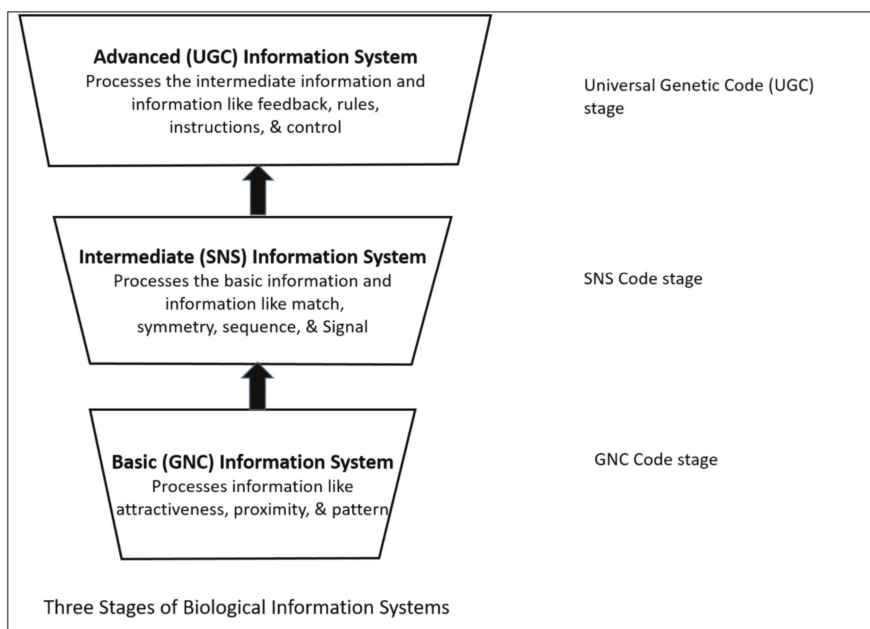 Advanced (UGC) Information System
Processes the intermediate information and
information like feedback, rules,
instructions, & control
Universal Genetic Code (UGC)
stage
Intermediate (SNS) Information System
Processes the basic information and
information like match,
symmetry, sequence, & Signal
SNS Code stage
Basic (GNC) Information System
Processes information like
attractiveness, proximity, & pattern
GNC Code stage
Three Stages of Biological Information Systems